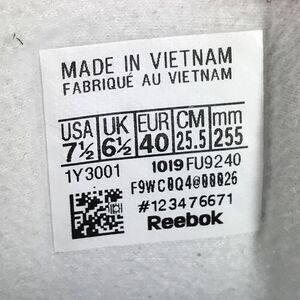 MADE IN VIETNAM
FABRIQUÉ AU VIETNAM
USA UK EUR CM mm
7½ 6½ 40 25.5 255
1Y3001 1019 FU9240
F9WC0Q4@00026
#123476671
Reebok